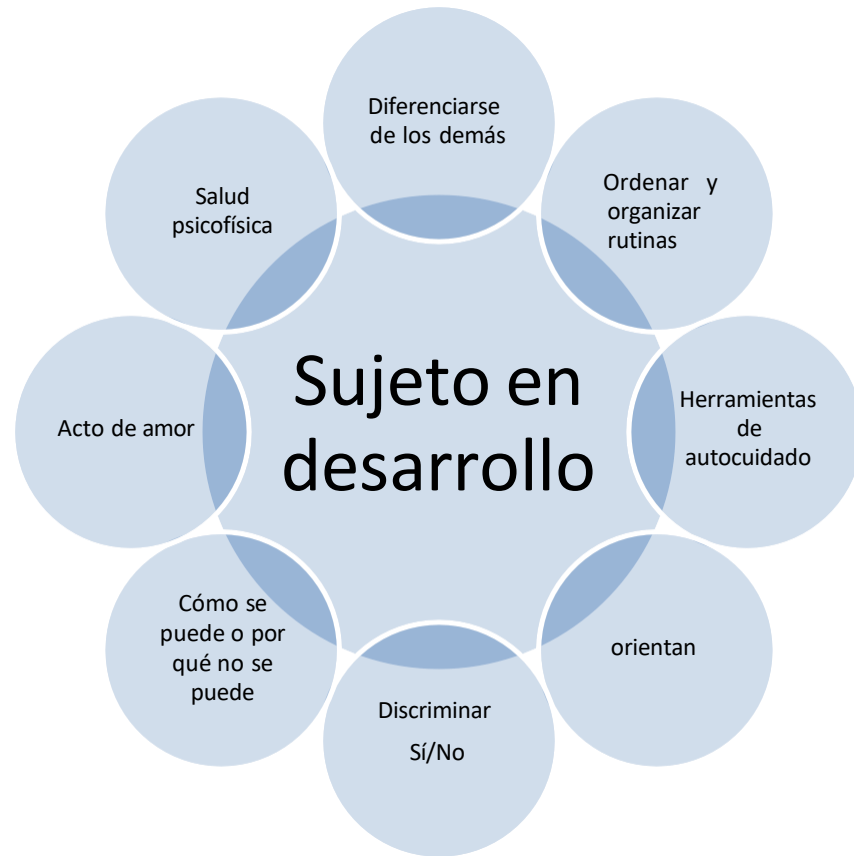 Diferenciarse
de los demás
Ordenar y
organizar
rutinas
Herramientas
de
autocuidado
orientan
Discriminar
Sí/No
Cómo se
puede o por
qué no se
puede
Acto de amor
Salud
psicofísica
Sujeto en
desarrollo